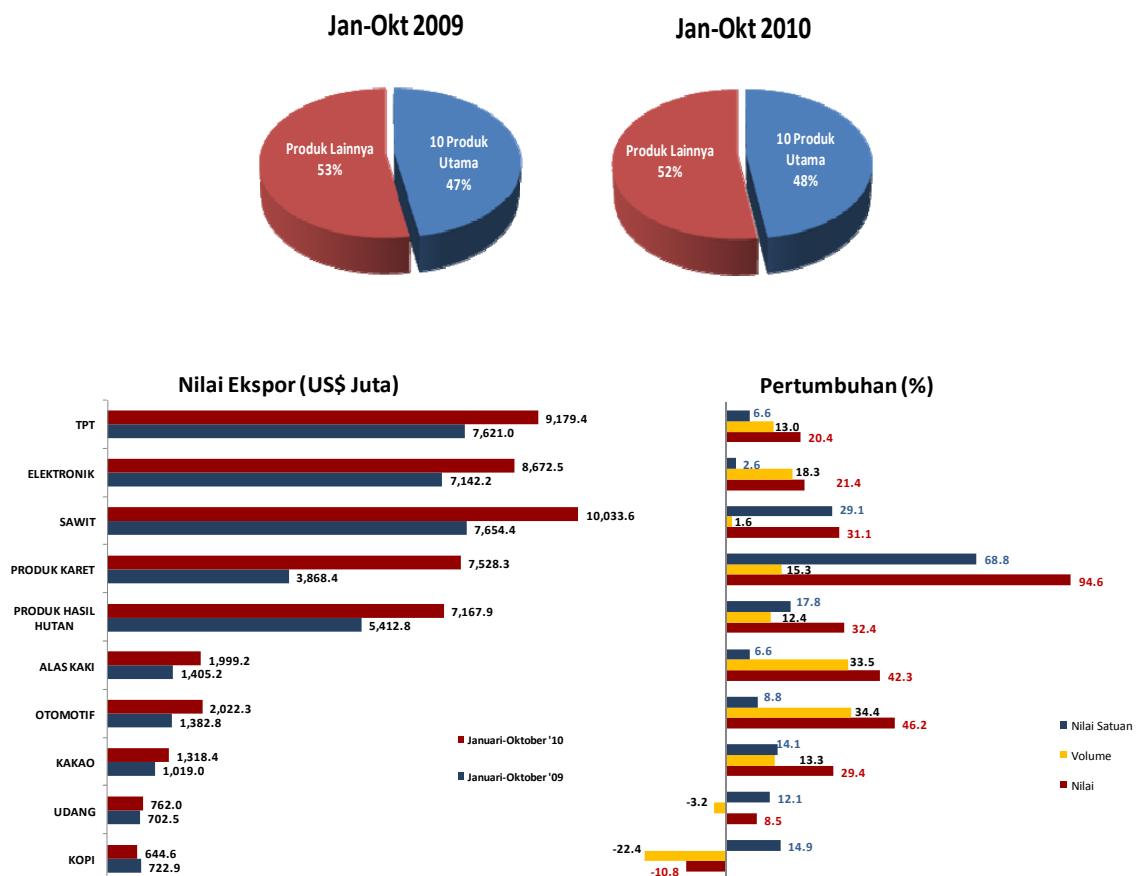 Jan-Okt 2009
Jan-Okt 2010
Produk Lainnya
53%
10 Produk
Utama
47%
Produk Lainnya
52%
10 Produk
Utama
48%
Nilai Ekspor (US$ Juta)
TPT
9,179.4
7,621.0
ELEKTRONIK
8,672.5
7,142.2
SAWIT
10,033.6
7,654.4
PRODUK KARET
7,528.3
3,868.4
PRODUK HASIL
HUTAN
7,167.9
5,412.8
ALAS KAKI
1,999.2
1,405.2
OTOMOTIF
2,022.3
1,382.8
KAKAO
1,318.4
1,019.0
UDANG
762.0
702.5
KOPI
644.6
722.9
Januari-Oktober '10
Januari-Oktober '09
Pertumbuhan (%)
6.6
13.0
20.4
2.6
18.3
21.4
29.1
1.6
31.1
68.8
15.3
94.6
17.8
12.4
32.4
6.6
33.5
42.3
8.8
34.4
46.2
14.1
13.3
29.4
12.1
-3.2
8.5
14.9
-22.4
-10.8
Nilai Satuan
Volume
Nilai